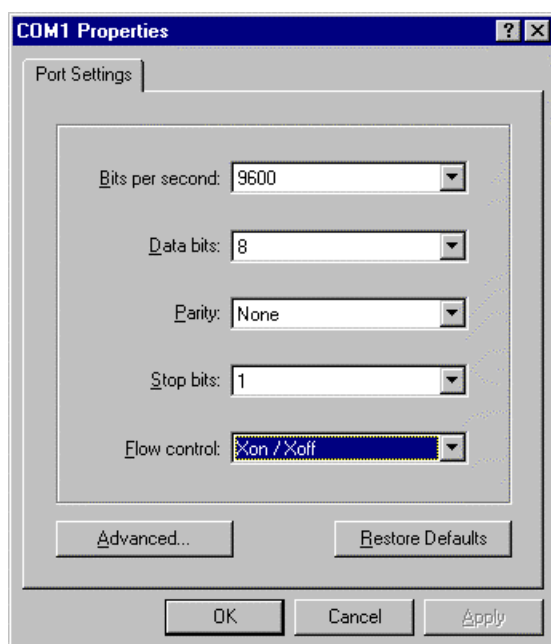 COM1 Properties
Port Settings
Bits per second: 9600
Data bits: 8
Parity: None
Stop bits: 1
Flow control: Xon / Xoff
Advanced... Restore Defaults
OK Cancel Apply